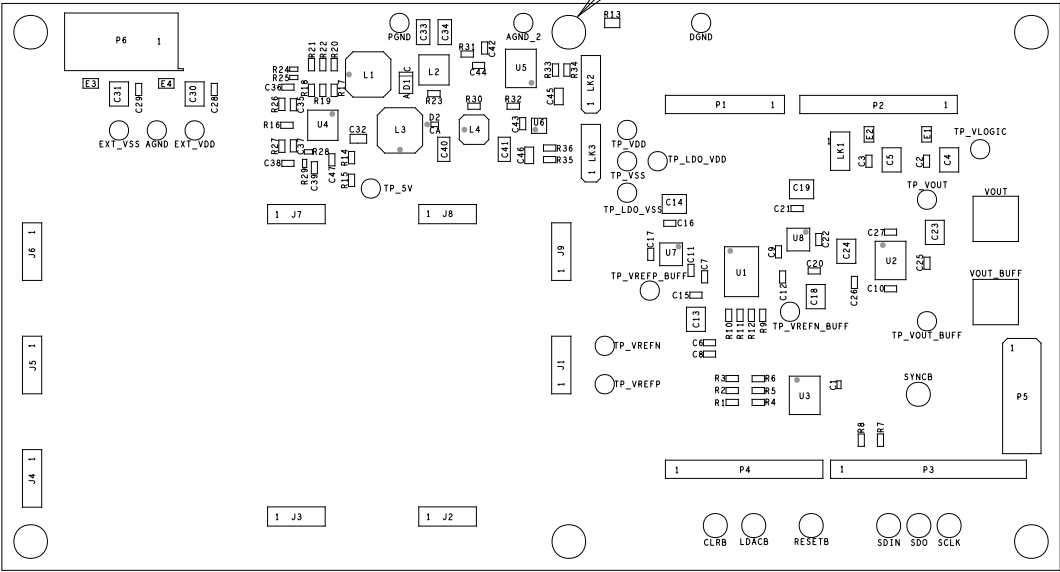 P6 1
E3
C31
C29
E4
C30
C28
EXT_VSS
AGND
EXT_VDD
PGND
C33
C34
AGND_2
C42
R31
C44
R13
DGND
R21
R22
R20
R24
R25
C36
R18
R19
R17
L1
A D1 C
L2
R23
U5
R33
R34
LK2
1
C45
R26
C35
R16
U4
C32
L3
D2
CA
R30
R32
L4
C43
U6
R27
C37
C38
R28
R29
C39
C47
R14
R15
C40
C41
C46
R36
R35
LK3
1
TP_5V
TP_VDD
TP_VSS
TP_LDO_VDD
TP_LDO_VSS
P1 1
P2 1
LK1
E2
E1
TP_VLOGIC
C3
C5
C2
C4
TP_VOUT
VOUT
C14
C16
C19
C21
C23
1 J7
1 J8
J6 1
1 J9
C17
U7
C11
C7
U1
C9
U8
C22
C24
C27
U2
C25
TP_VREFP_BUFF
C15
C13
C12
C20
C18
C26
C10
VOUT_BUFF
TP_VREFN_BUFF
TP_VOUT_BUFF
R10
R11
R12
R9
C6
C8
J5 1
1 J1
TP_VREFN
TP_VREFP
R3
R2
R1
R6
R5
R4
U3
C1
SYNCB
1
P5
R8
R7
J4 1
1 P4
1 P3
1 J3
1 J2
CLRB
LDACB
RESETB
SDIN
SDO
SCLK